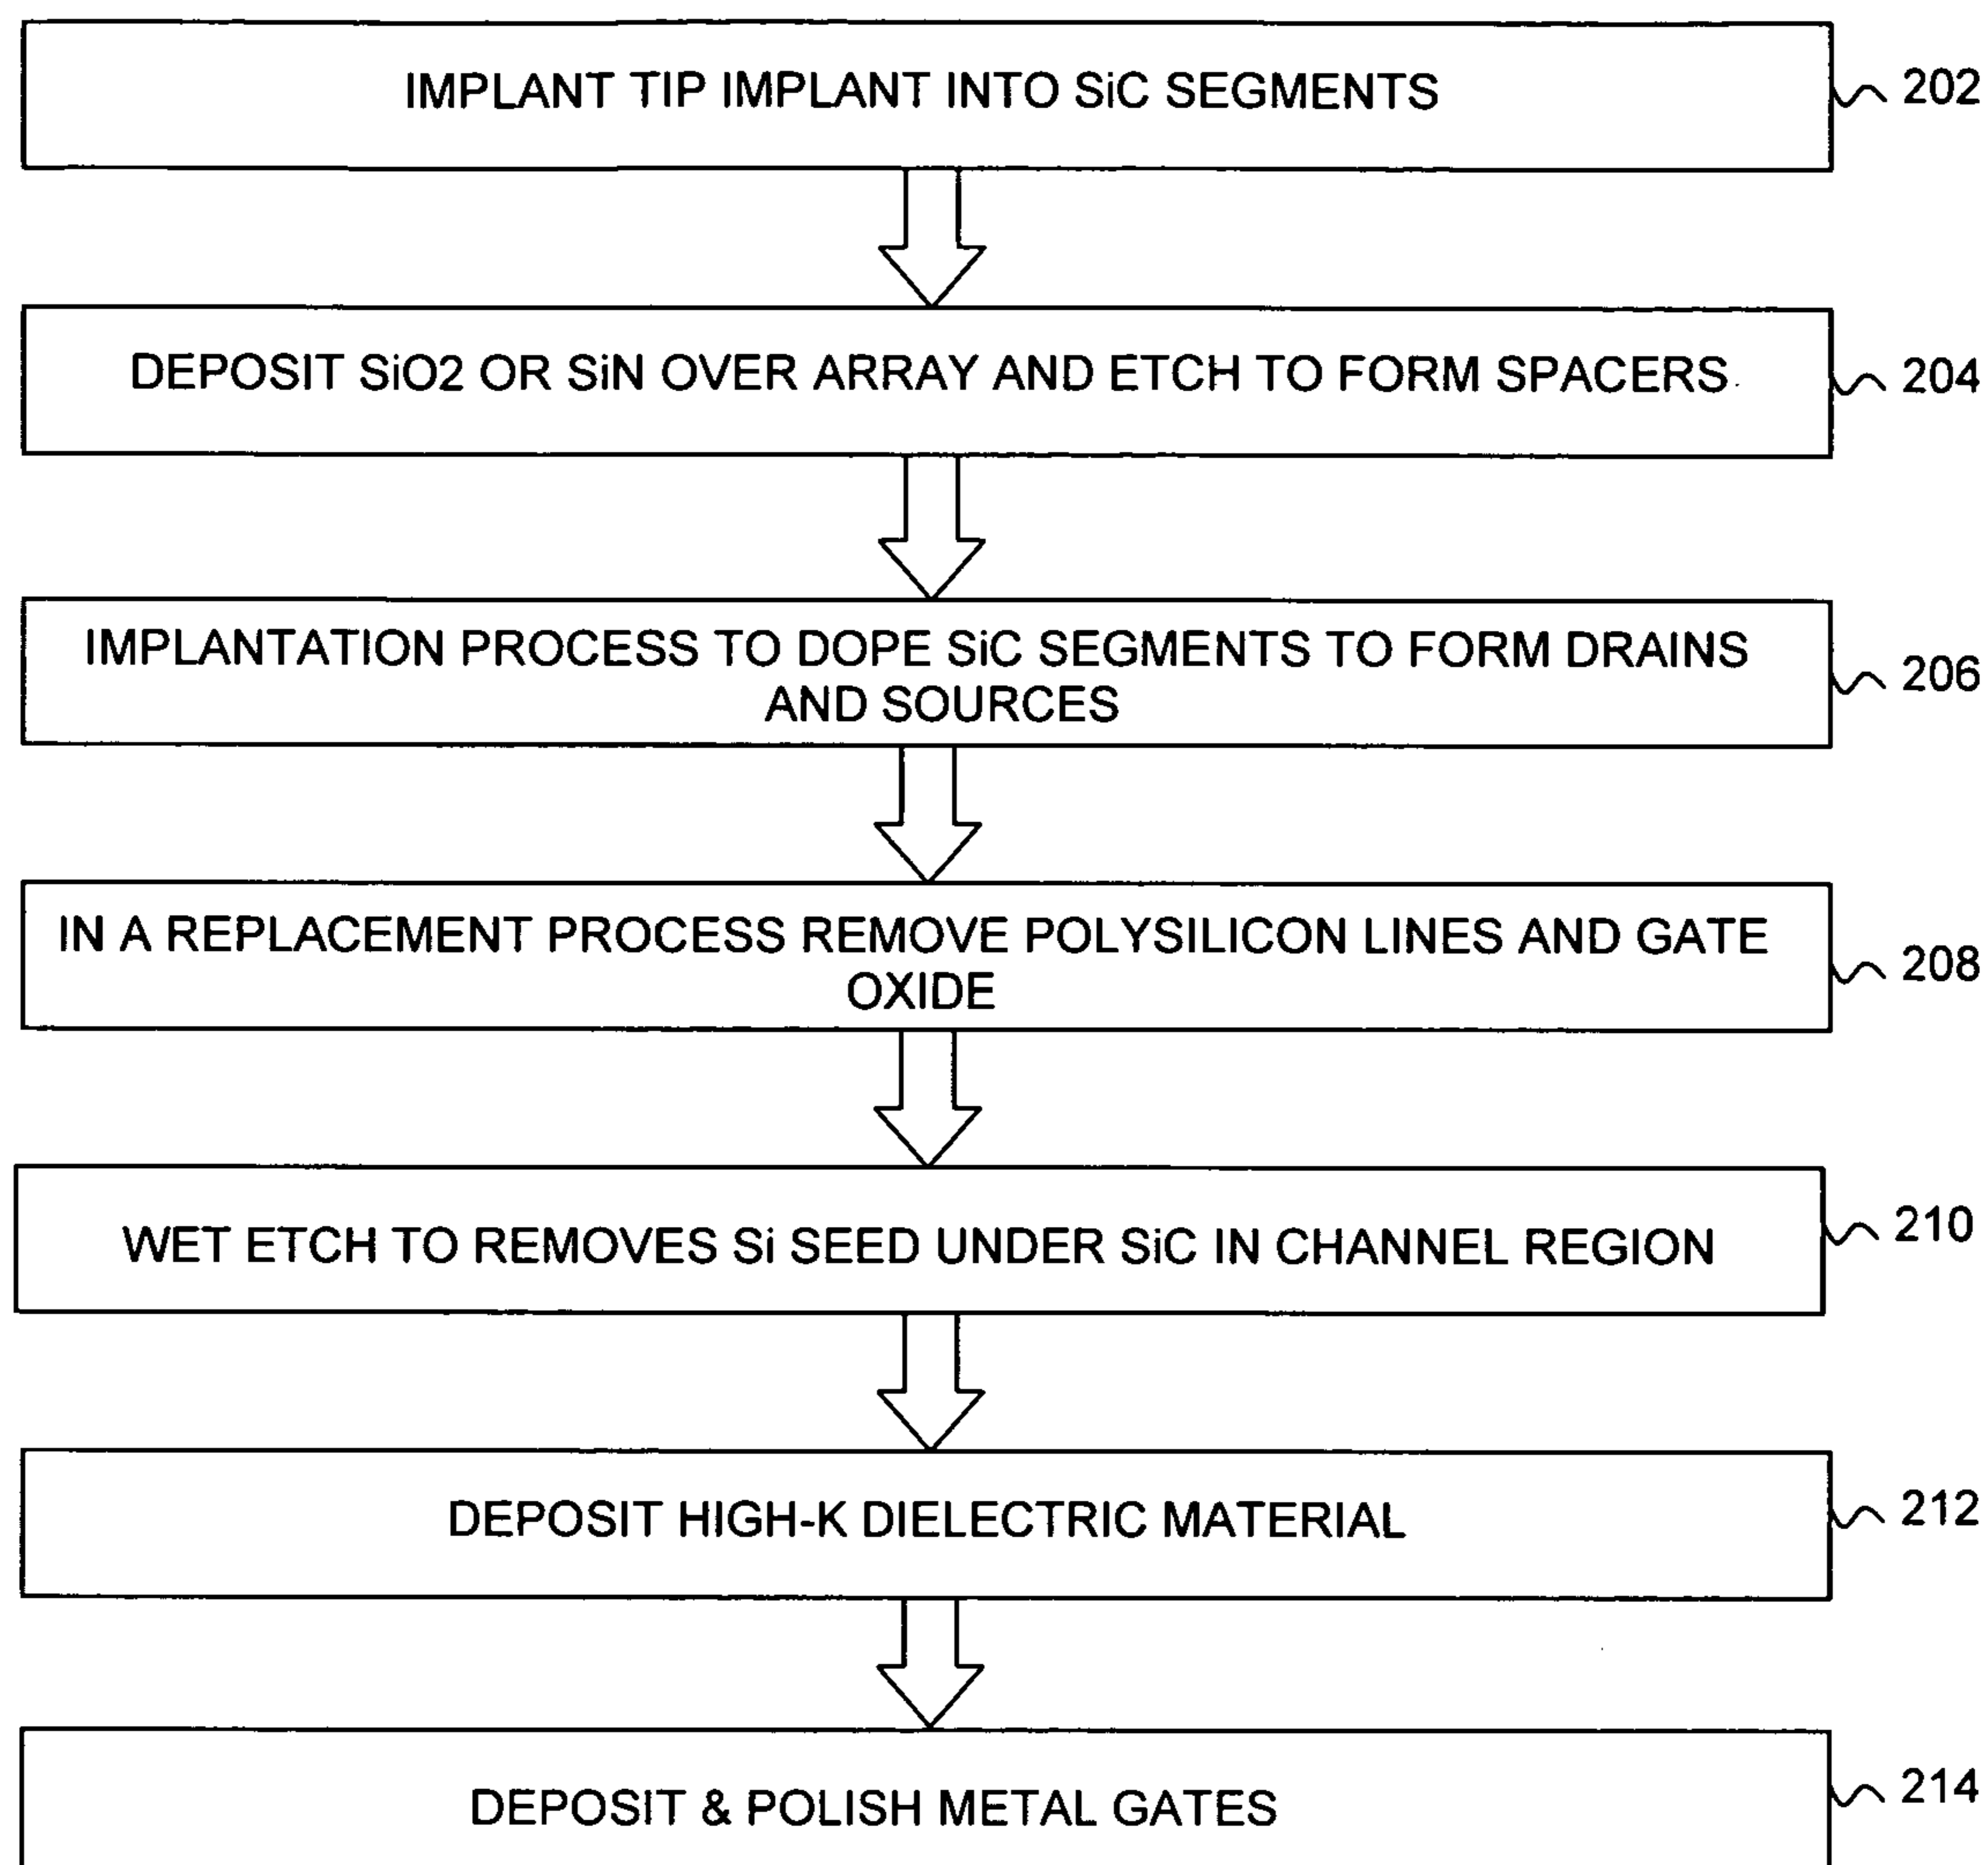 IMPLANT TIP IMPLANT INTO SiC SEGMENTS
202
DEPOSIT SiO2 OR SiN OVER ARRAY AND ETCH TO FORM SPACERS
204
IMPLANTATION PROCESS TO DOPE SiC SEGMENTS TO FORM DRAINS
AND SOURCES
206
IN A REPLACEMENT PROCESS REMOVE POLYSILICON LINES AND GATE
OXIDE
208
WET ETCH TO REMOVES Si SEED UNDER SiC IN CHANNEL REGION
210
DEPOSIT HIGH-K DIELECTRIC MATERIAL
212
DEPOSIT & POLISH METAL GATES
214